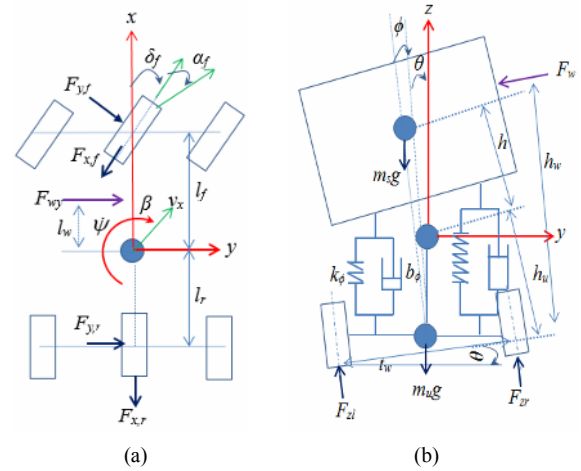 x
δf
αf
Fy,f
Fx,f
lf
Fwy
lw
β
vx
ψ̇
y
lr
Fy,r
Fx,r
(a)
z
ϕ
θ
Fw
h
hw
msg
y
kϕ
bϕ
hu
tw
θ
mug
Fzl
Fzr
(b)